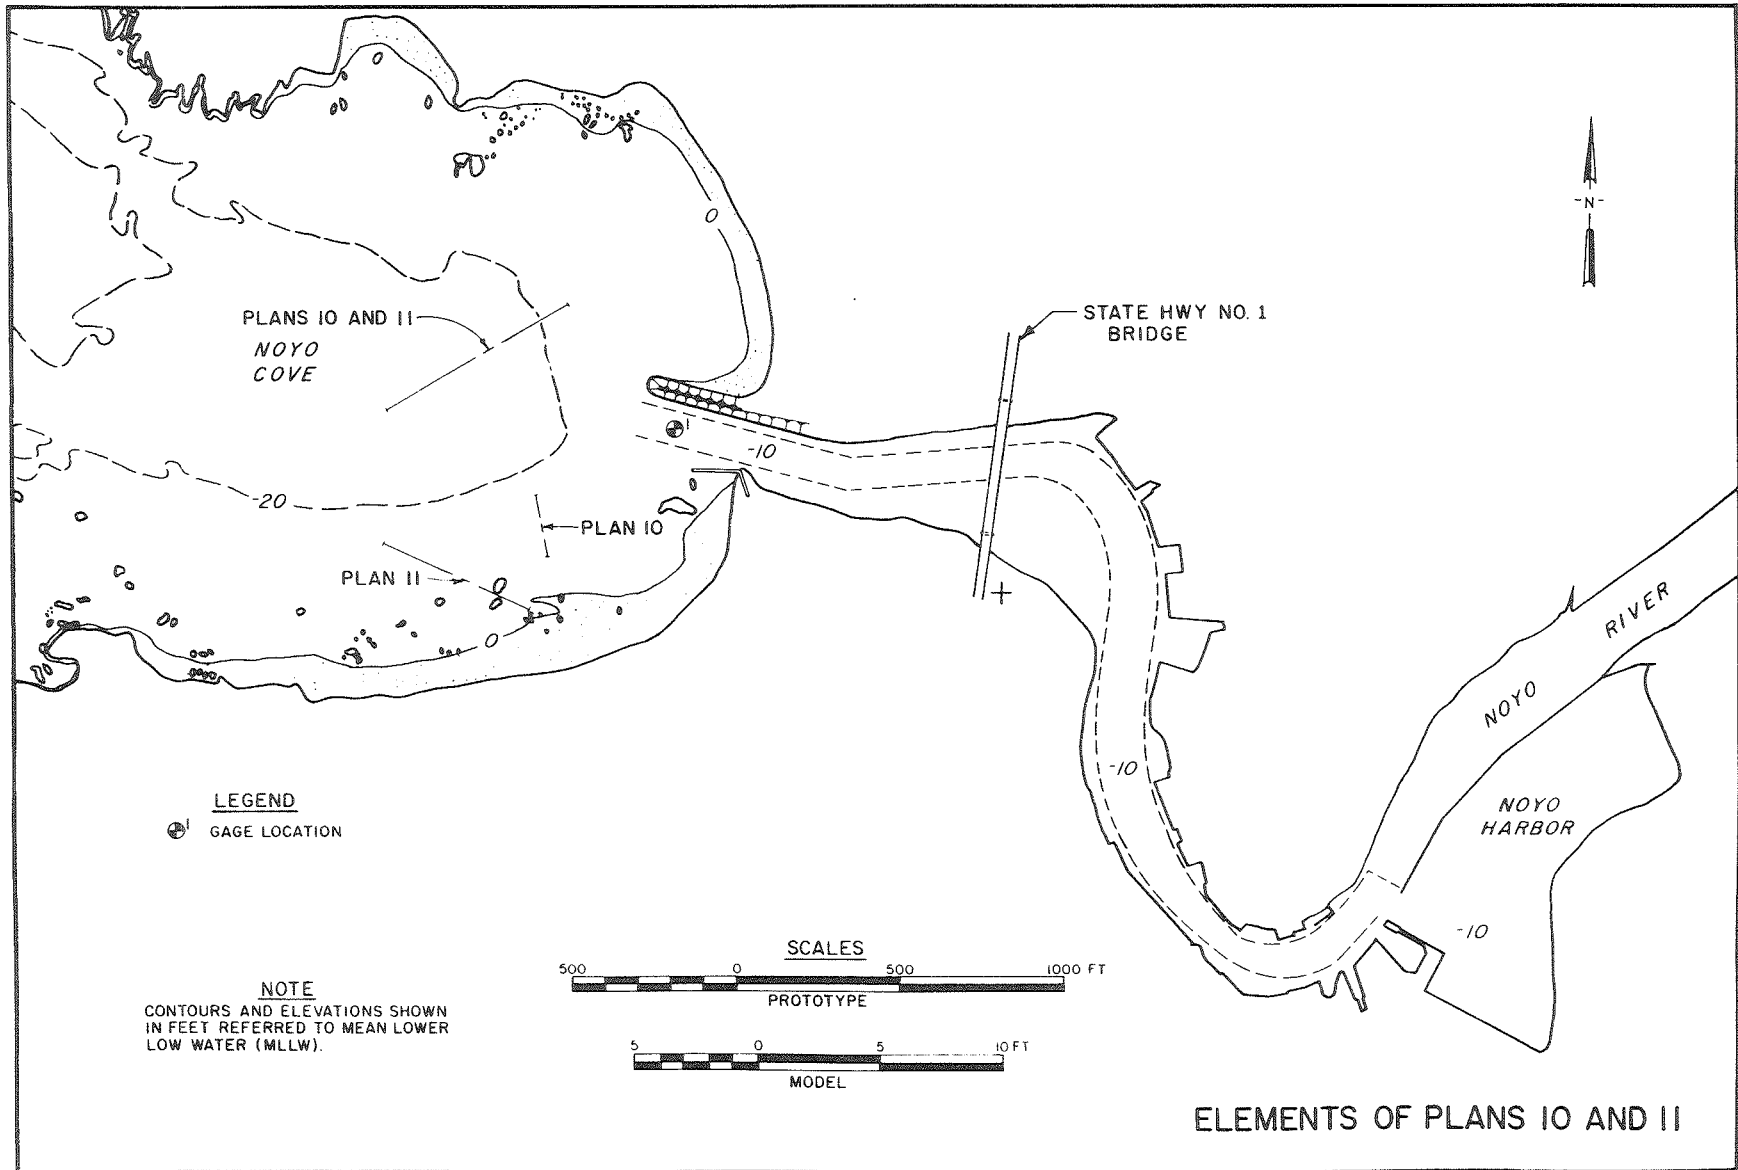 0
-N-
PLANS 10 AND 11
NOYO
COVE
STATE HWY NO. 1
BRIDGE
1
-10
-20
PLAN 10
PLAN 11
0
NOYO RIVER
-10
NOYO
HARBOR
-10
LEGEND
1 GAGE LOCATION
NOTE
CONTOURS AND ELEVATIONS SHOWN
IN FEET REFERRED TO MEAN LOWER
LOW WATER (MLLW).
SCALES
500 0 500 1000 FT
PROTOTYPE
5 0 5 10 FT
MODEL
ELEMENTS OF PLANS 10 AND 11